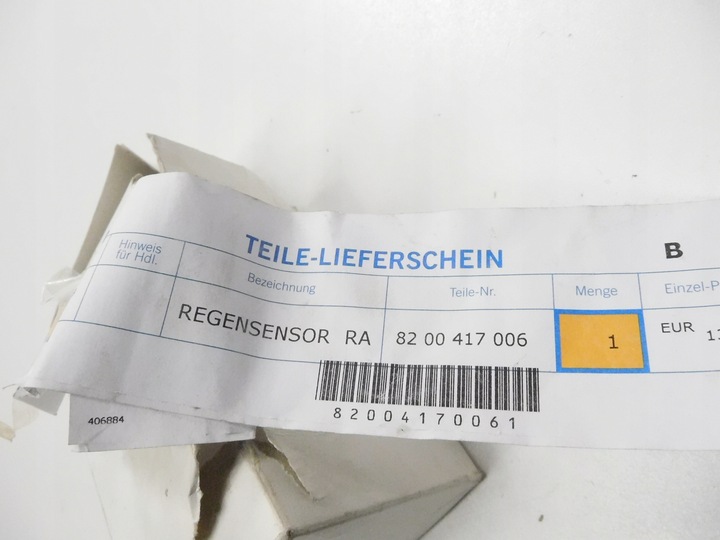 TEILE-LIEFERSCHEIN B
Hinweis
für Hdl.
Bezeichnung
Teile-Nr.
Menge
Einzel-P
REGENSENSOR RA
82 00 417 006
1
EUR
82004170061
406884